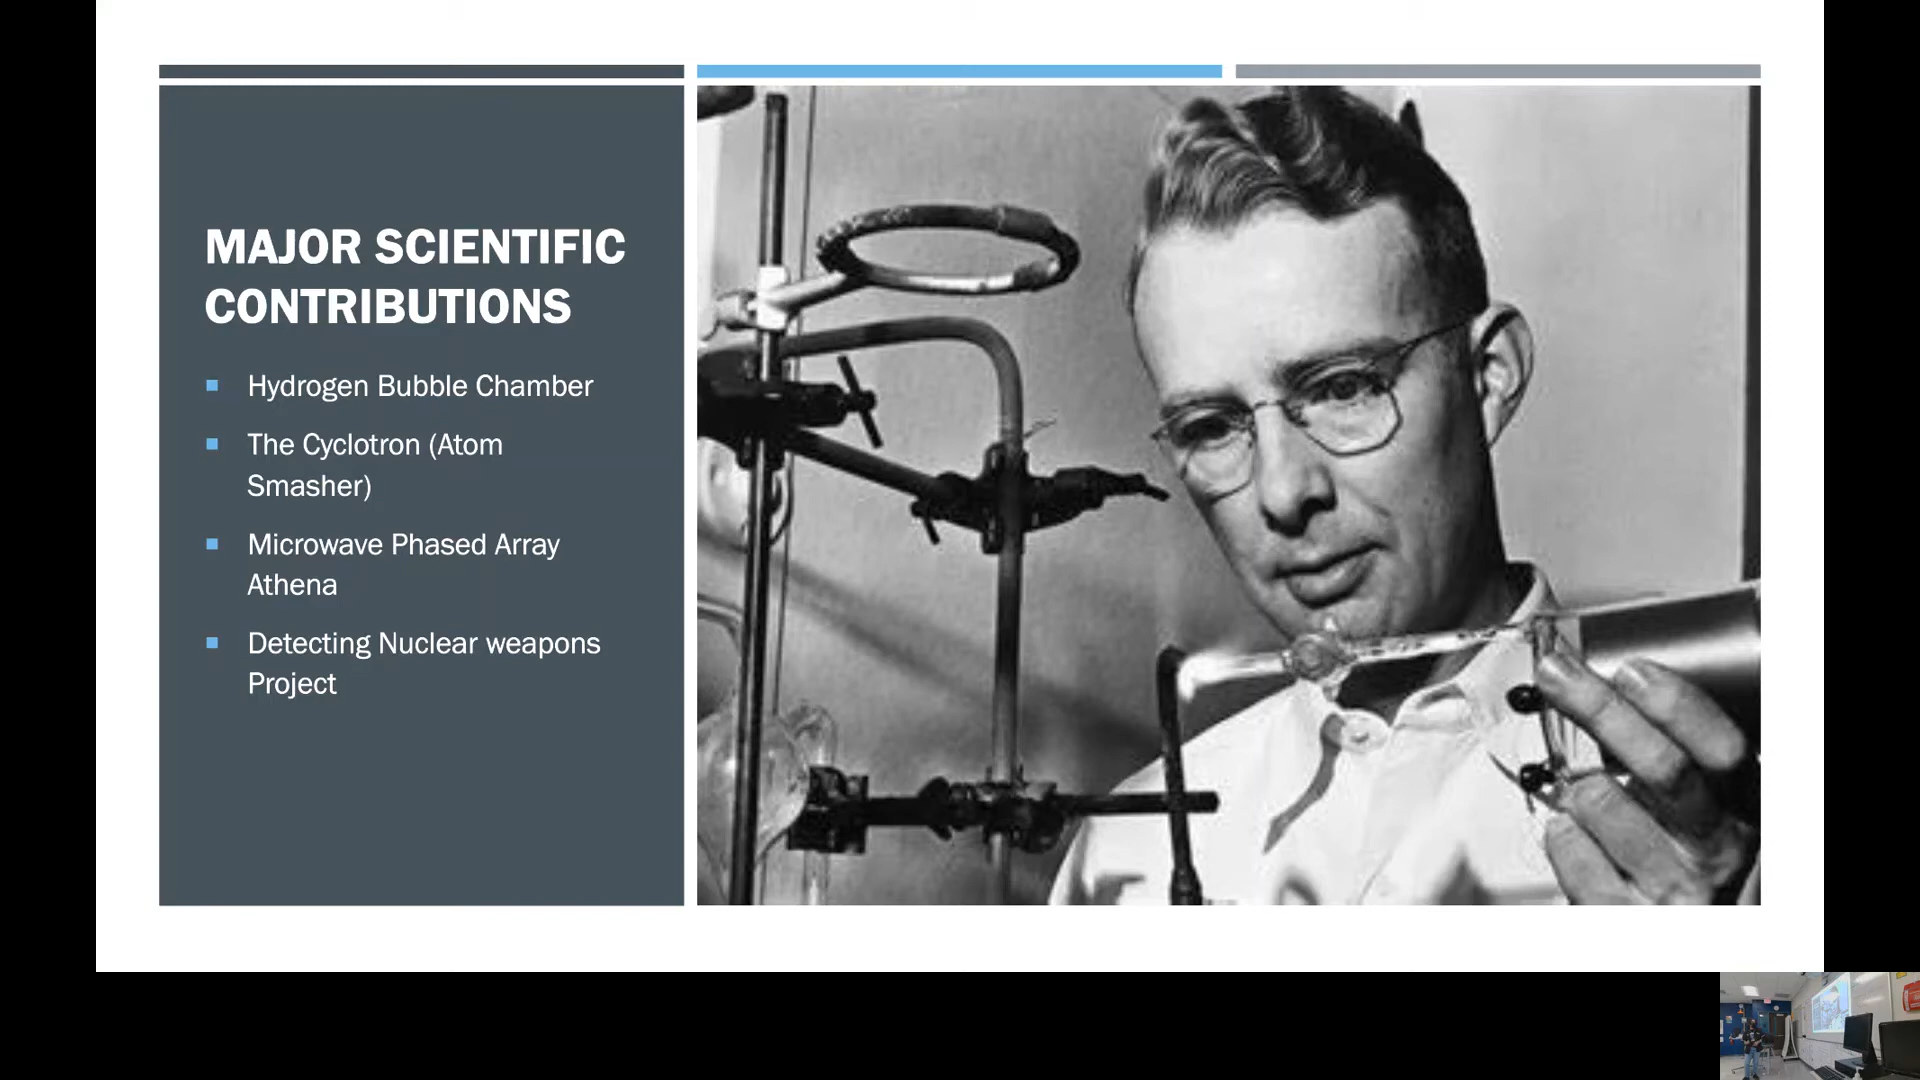 MAJOR SCIENTIFIC
CONTRIBUTIONS
Hydrogen Bubble Chamber
The Cyclotron (Atom
Smasher)
Microwave Phased Array
Athena
Detecting Nuclear weapons
Project